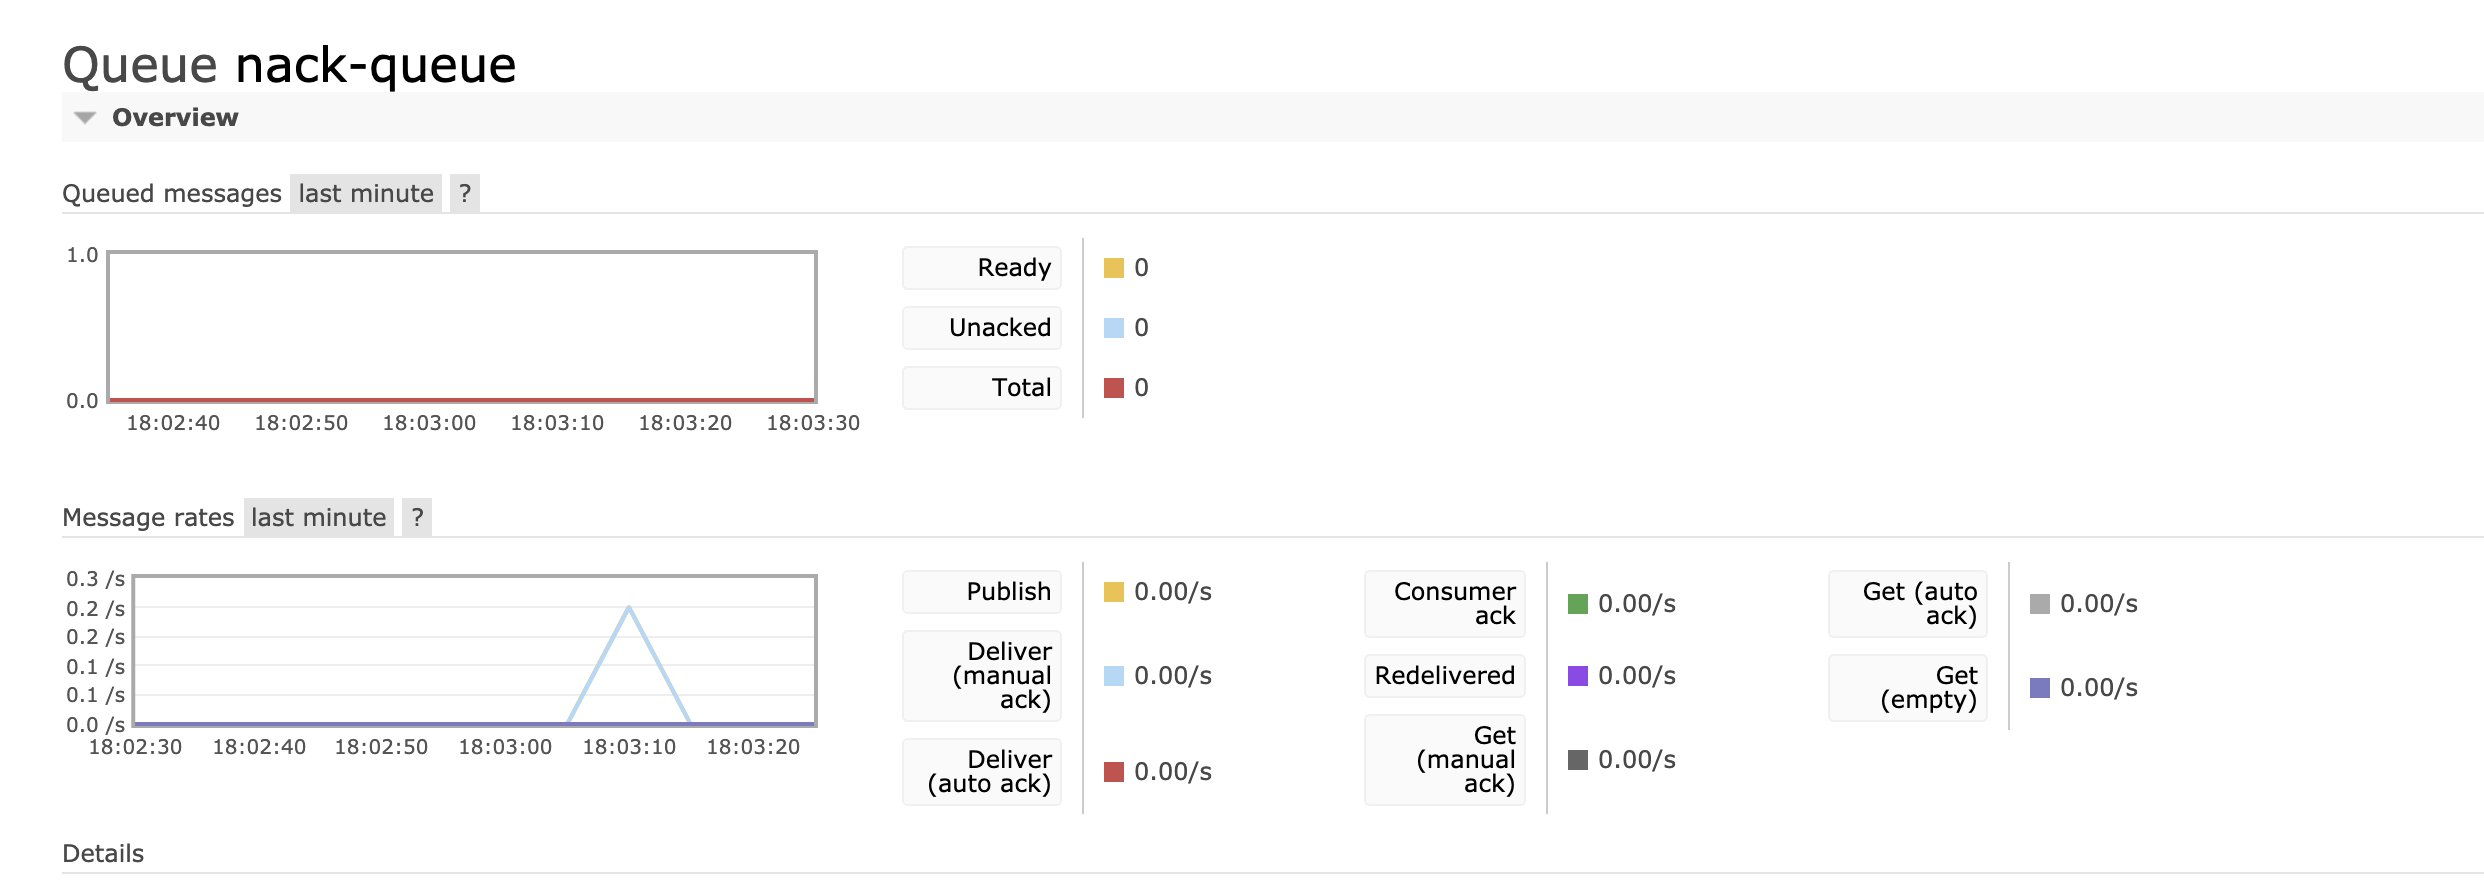 Queue nack-queue
Overview
Queued messages last minute ?
1.0
0.0
18:02:40 18:02:50 18:03:00 18:03:10 18:03:20 18:03:30
Ready 0
Unacked 0
Total 0
Message rates last minute ?
0.3 /s
0.2 /s
0.2 /s
0.1 /s
0.1 /s
0.0 /s
18:02:30 18:02:40 18:02:50 18:03:00 18:03:10 18:03:20
Publish 0.00/s
Deliver
(manual 0.00/s
ack)
Deliver
(auto ack) 0.00/s
Consumer
ack 0.00/s
Redelivered 0.00/s
Get
(manual 0.00/s
ack)
Get (auto
ack) 0.00/s
Get
(empty) 0.00/s
Details